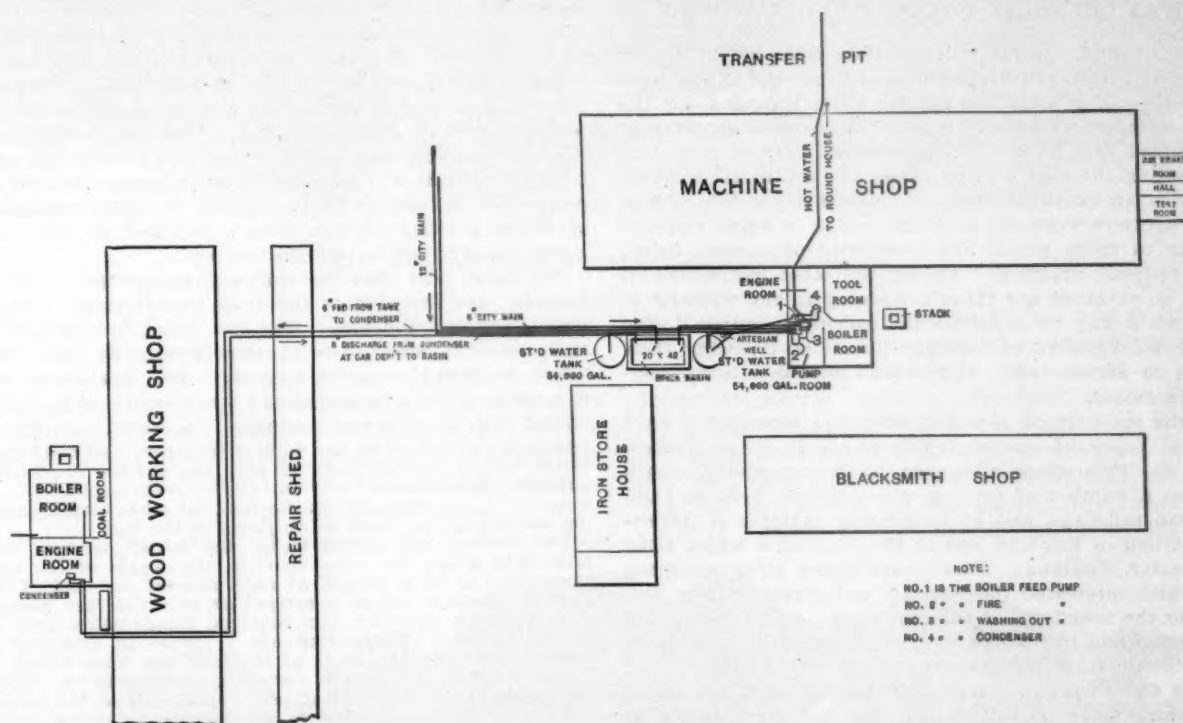 TRANSFER PIT
HOT WATER
TO ROUND HOUSE
MACHINE SHOP
ROOM
HALL
TEST
ROOM
12" CITY MAIN
ENGINE
ROOM
TOOL
ROOM
STACK
BOILER
ROOM
1
4
3
2
6" FEED FROM TANK
TO CONDENSER
8" CITY MAIN
8 DISCHARGE FROM CONDENSER
AT CAR DEP'T TO BASIN
ST'D WATER
TANK
54,000 GAL.
20 X 42
BRICK BASIN
ARTESIAN
WELL
ST'D WATER
TANK
54,000 GAL.
PUMP
ROOM
WOOD WORKING SHOP
REPAIR SHED
IRON STORE
HOUSE
BLACKSMITH SHOP
BOILER
ROOM
COAL ROOM
ENGINE
ROOM
CONDENSER
NOTE:
NO. 1 IS THE BOILER FEED PUMP
NO. 2 " " FIRE "
NO. 3 " " WASHING OUT "
NO. 4 " " CONDENSER